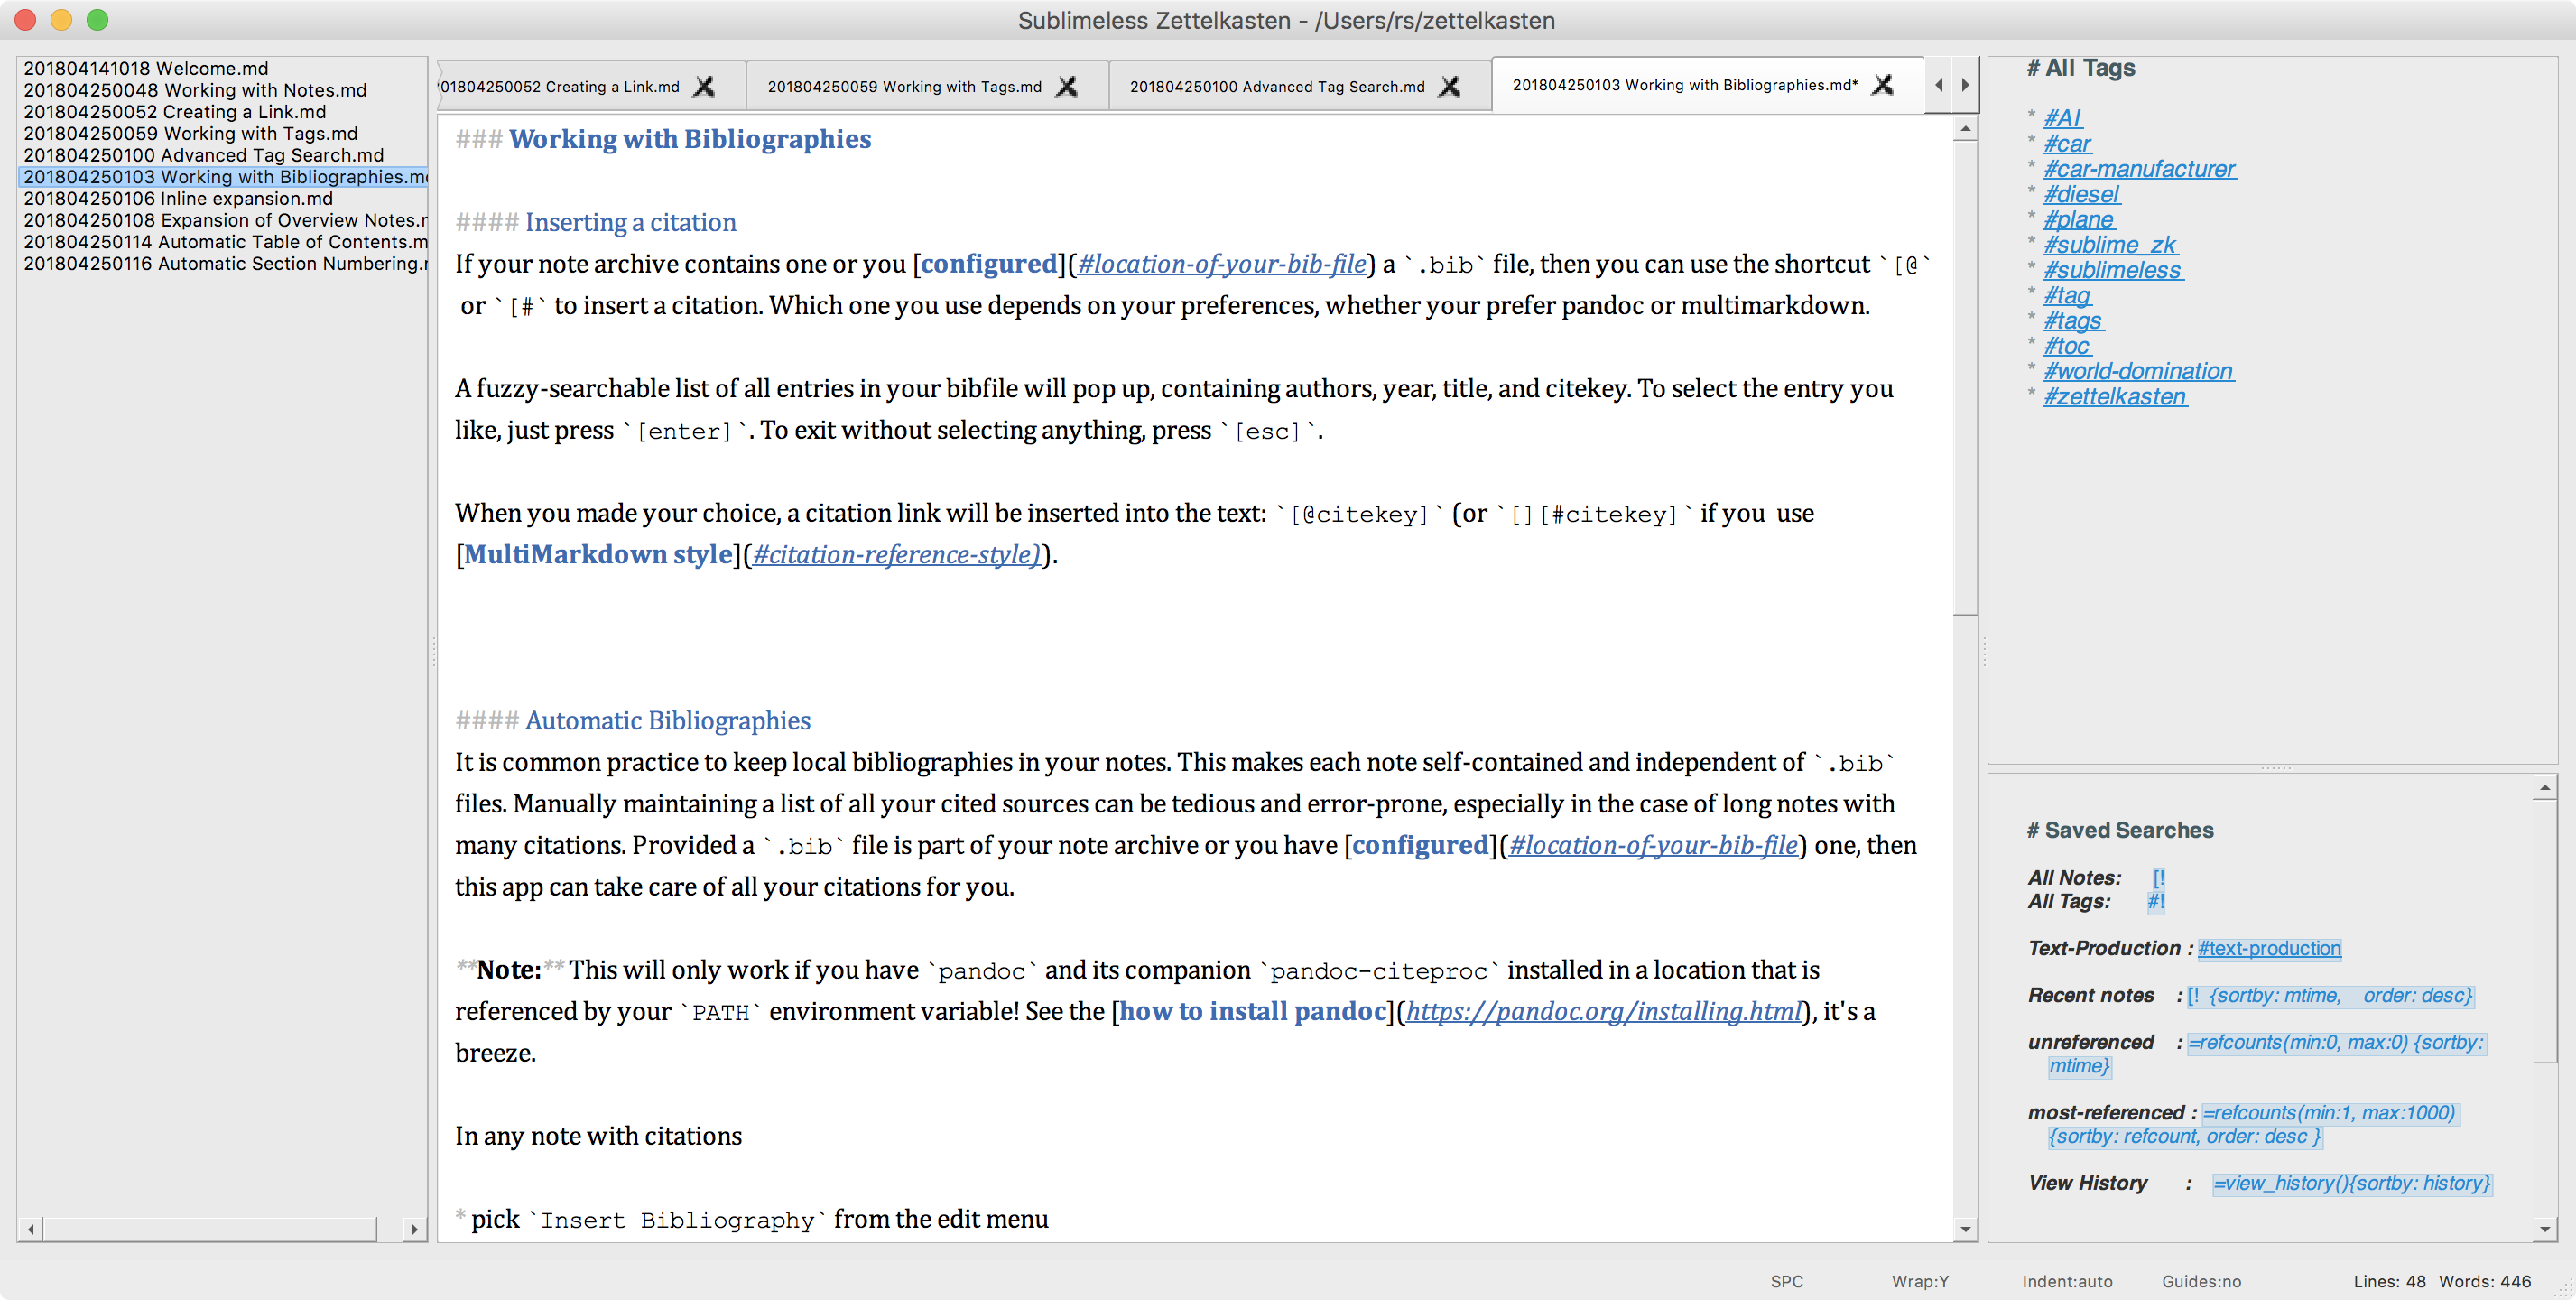 Sublimeless Zettelkasten - /Users/rs/zettelkasten
201804141018 Welcome.md
201804250048 Working with Notes.md
201804250052 Creating a Link.md
201804250059 Working with Tags.md
201804250100 Advanced Tag Search.md
201804250103 Working with Bibliographies.md
201804250106 Inline expansion.md
201804250108 Expansion of Overview Notes.
201804250114 Automatic Table of Contents.m
201804250116 Automatic Section Numbering.
01804250052 Creating a Link.md
201804250059 Working with Tags.md
201804250100 Advanced Tag Search.md
201804250103 Working with Bibliographies.md*
### Working with Bibliographies
#### Inserting a citation
If your note archive contains one or you [configured](#location-of-your-bib-file) a `.bib` file, then you can use the shortcut `[@`
or `[#` to insert a citation. Which one you use depends on your preferences, whether your prefer pandoc or multimarkdown.
A fuzzy-searchable list of all entries in your bibfile will pop up, containing authors, year, title, and citekey. To select the entry you
like, just press `[enter]`. To exit without selecting anything, press `[esc]`.
When you made your choice, a citation link will be inserted into the text: `[@citekey]` (or `[][#citekey]` if you  use
[MultiMarkdown style](#citation-reference-style)).
#### Automatic Bibliographies
It is common practice to keep local bibliographies in your notes. This makes each note self-contained and independent of `.bib`
files. Manually maintaining a list of all your cited sources can be tedious and error-prone, especially in the case of long notes with
many citations. Provided a `.bib` file is part of your note archive or you have [configured](#location-of-your-bib-file) one, then
this app can take care of all your citations for you.
**Note:** This will only work if you have `pandoc` and its companion `pandoc-citeproc` installed in a location that is
referenced by your `PATH` environment variable! See the [how to install pandoc](https://pandoc.org/installing.html), it's a
breeze.
In any note with citations
* pick `Insert Bibliography` from the edit menu
# All Tags
* #AI
* #car
* #car-manufacturer
* #diesel
* #plane
* #sublime_zk
* #sublimeless
* #tag
* #tags
* #toc
* #world-domination
* #zettelkasten
# Saved Searches
All Notes: [!
All Tags: #!
Text-Production : #text-production
Recent notes : [! {sortby: mtime, order: desc}
unreferenced : =refcounts(min:0, max:0) {sortby:
mtime}
most-referenced : =refcounts(min:1, max:1000)
{sortby: refcount, order: desc }
View History : =view_history(){sortby: history}
SPC Wrap:Y Indent:auto Guides:no Lines: 48 Words: 446